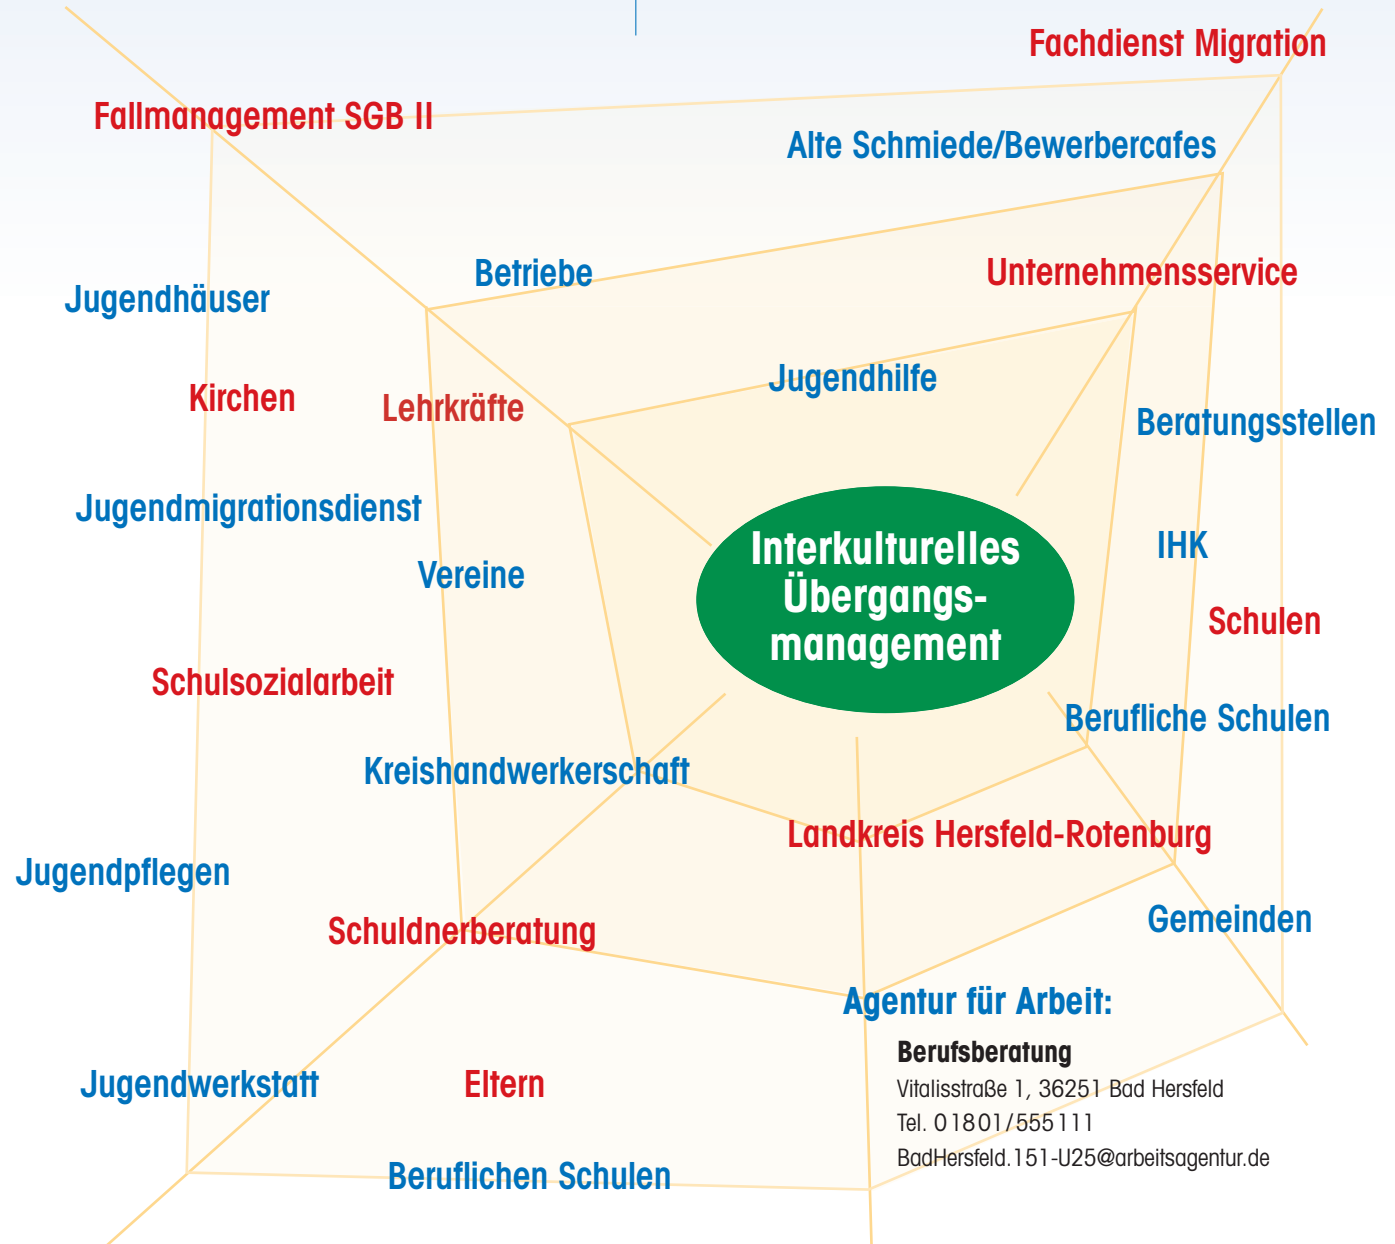 Fachdienst Migration
Fallmanagement SGB II
Alte Schmiede/Bewerbercafes
Betriebe
Unternehmensservice
Jugendhäuser
Jugendhilfe
Kirchen
Lehrkräfte
Beratungsstellen
Jugendmigrationsdienst
Interkulturelles
Übergangs-
management
IHK
Vereine
Schulen
Schulsozialarbeit
Berufliche Schulen
Kreishandwerkerschaft
Landkreis Hersfeld-Rotenburg
Jugendpflegen
Schuldnerberatung
Gemeinden
Agentur für Arbeit:
Berufsberatung
Vitalisstraße 1, 36251 Bad Hersfeld
Tel. 01801/555111
BadHersfeld.151-U25@arbeitsagentur.de
Jugendwerkstatt
Eltern
Beruflichen Schulen